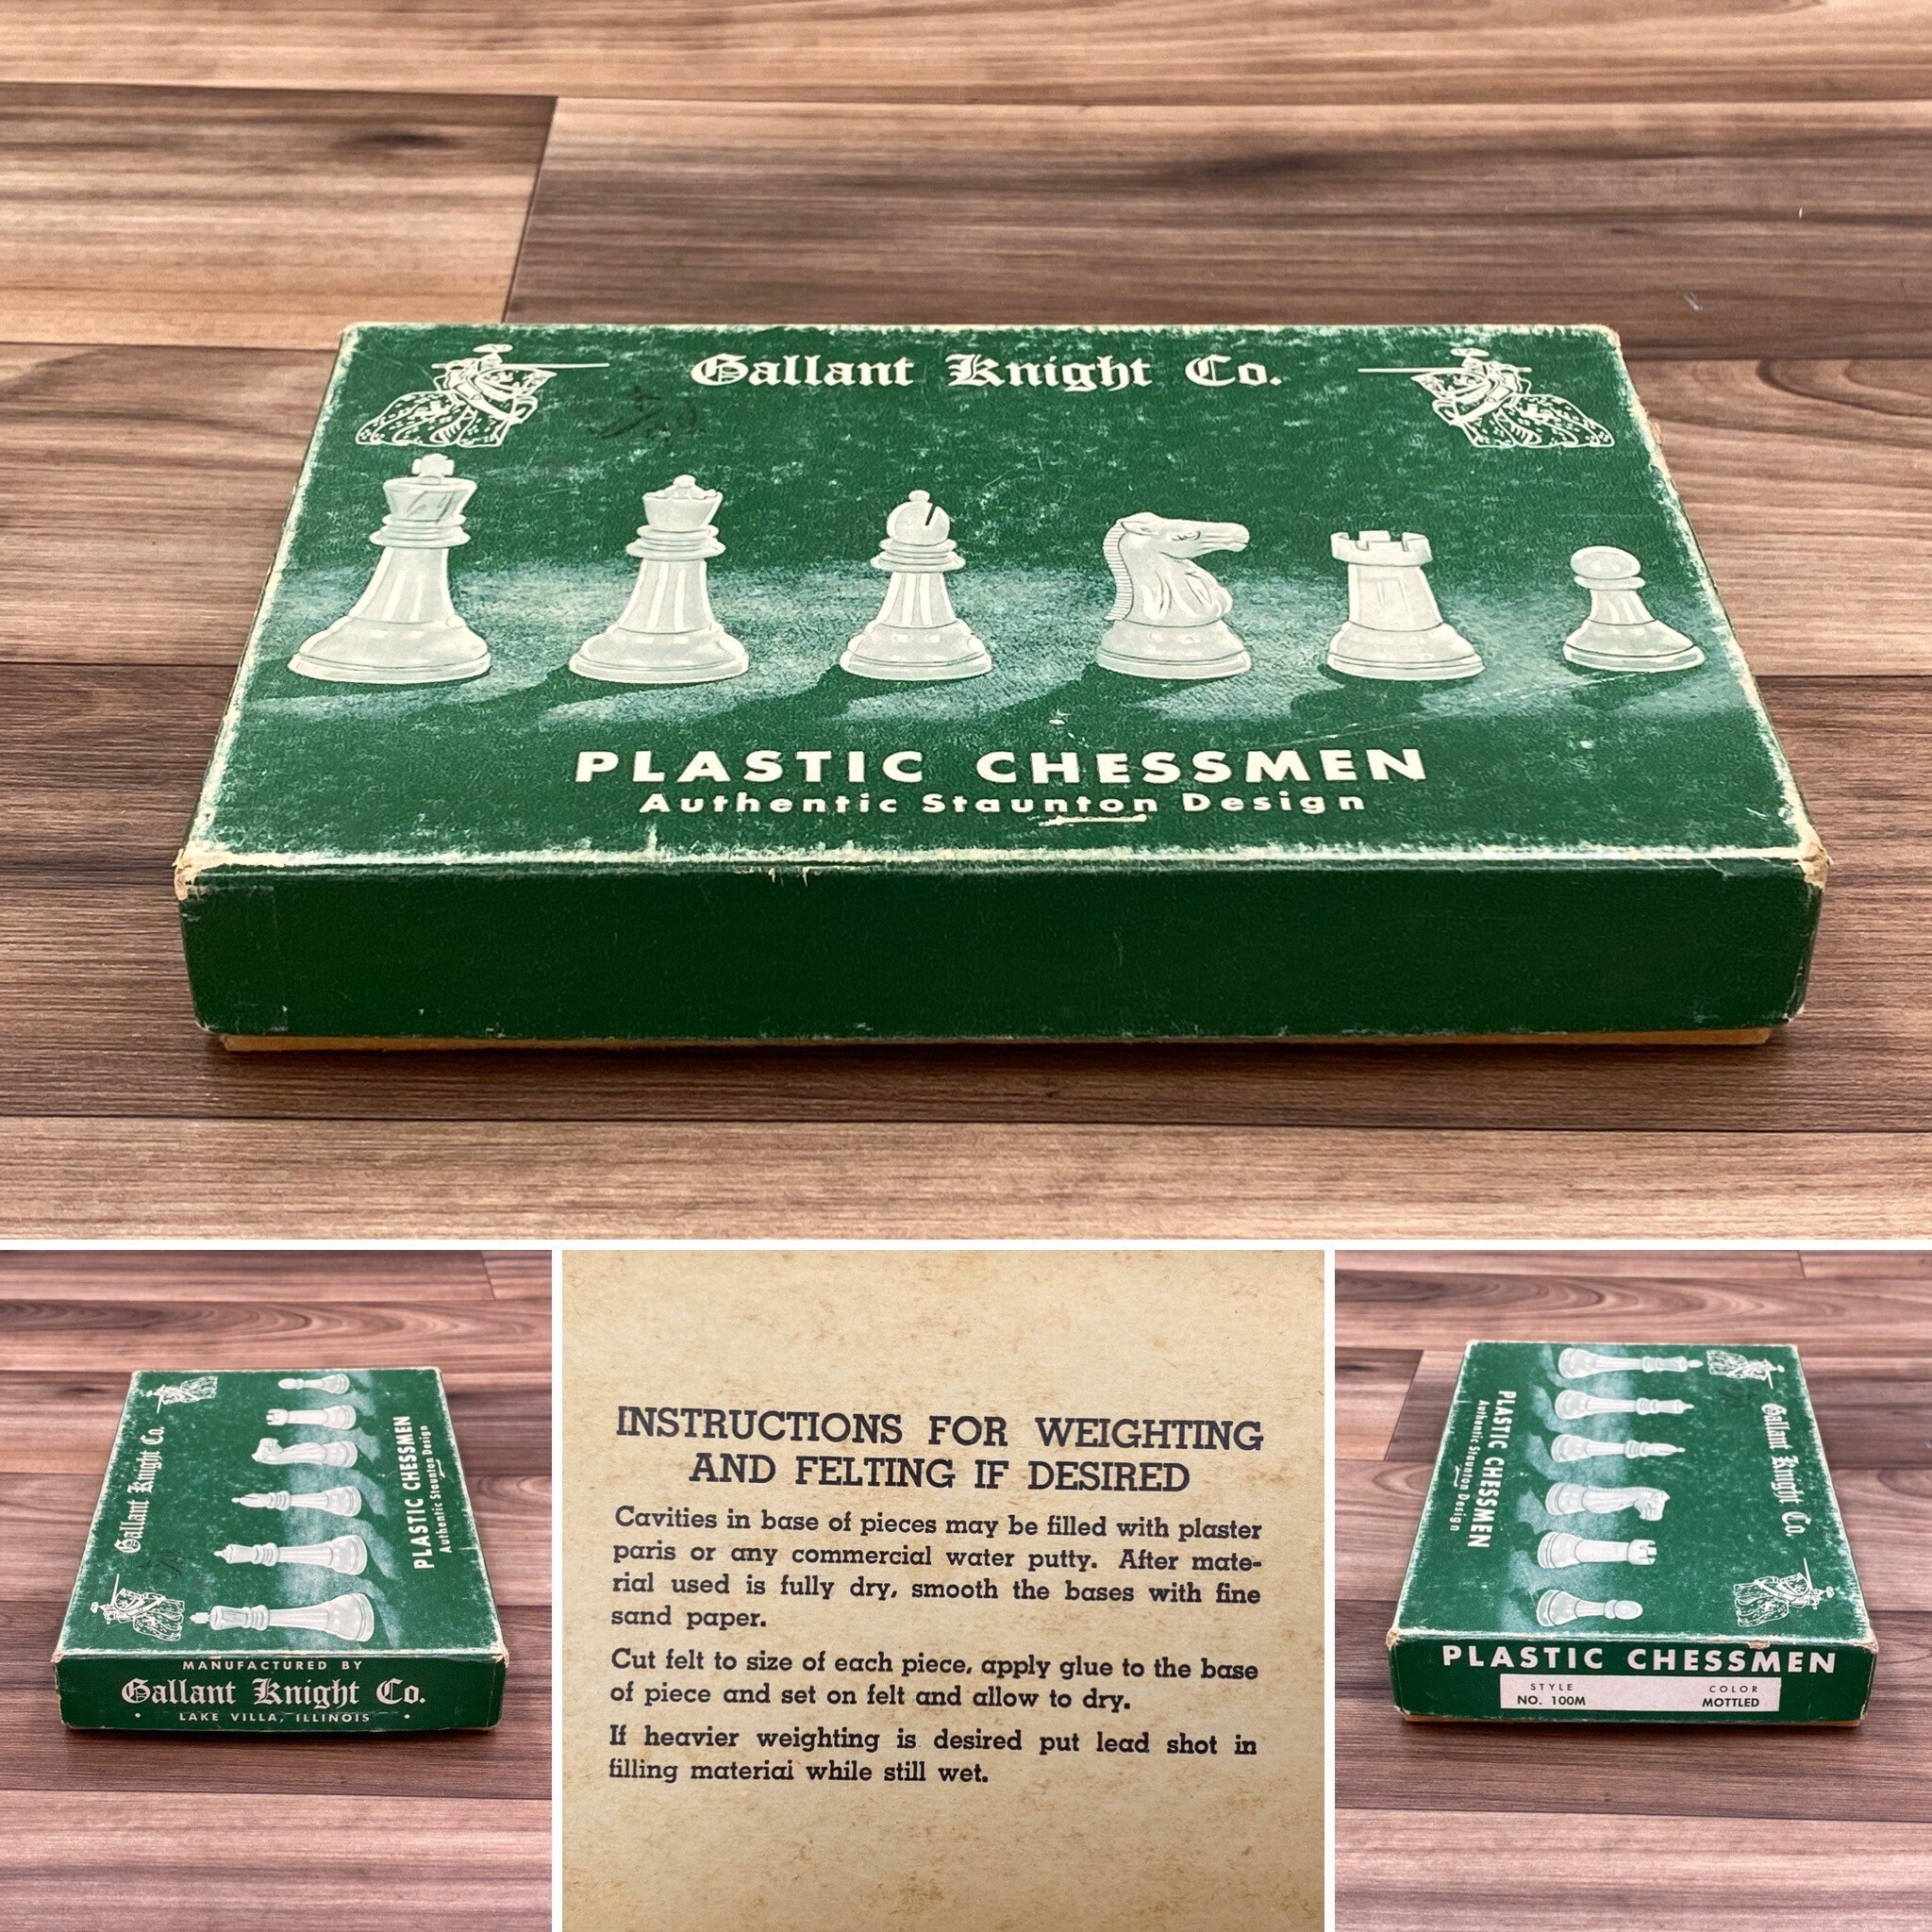 Gallant Knight Co.
PLASTIC CHESSMEN
Authentic Staunton Design
Gallant Knight Co.
PLASTIC CHESSMEN
Authentic Staunton Design
MANUFACTURED BY
Gallant Knight Co.
• LAKE VILLA, ILLINOIS •
INSTRUCTIONS FOR WEIGHTING
AND FELTING IF DESIRED
Cavities in base of pieces may be filled with plaster
paris or any commercial water putty. After mate-
rial used is fully dry, smooth the bases with fine
sand paper.
Cut felt to size of each piece, apply glue to the base
of piece and set on felt and allow to dry.
If heavier weighting is desired put lead shot in
filling material while still wet.
Gallant Knight Co.
PLASTIC CHESSMEN
Authentic Staunton Design
PLASTIC CHESSMEN
STYLE COLOR
NO. 100M MOTTLED